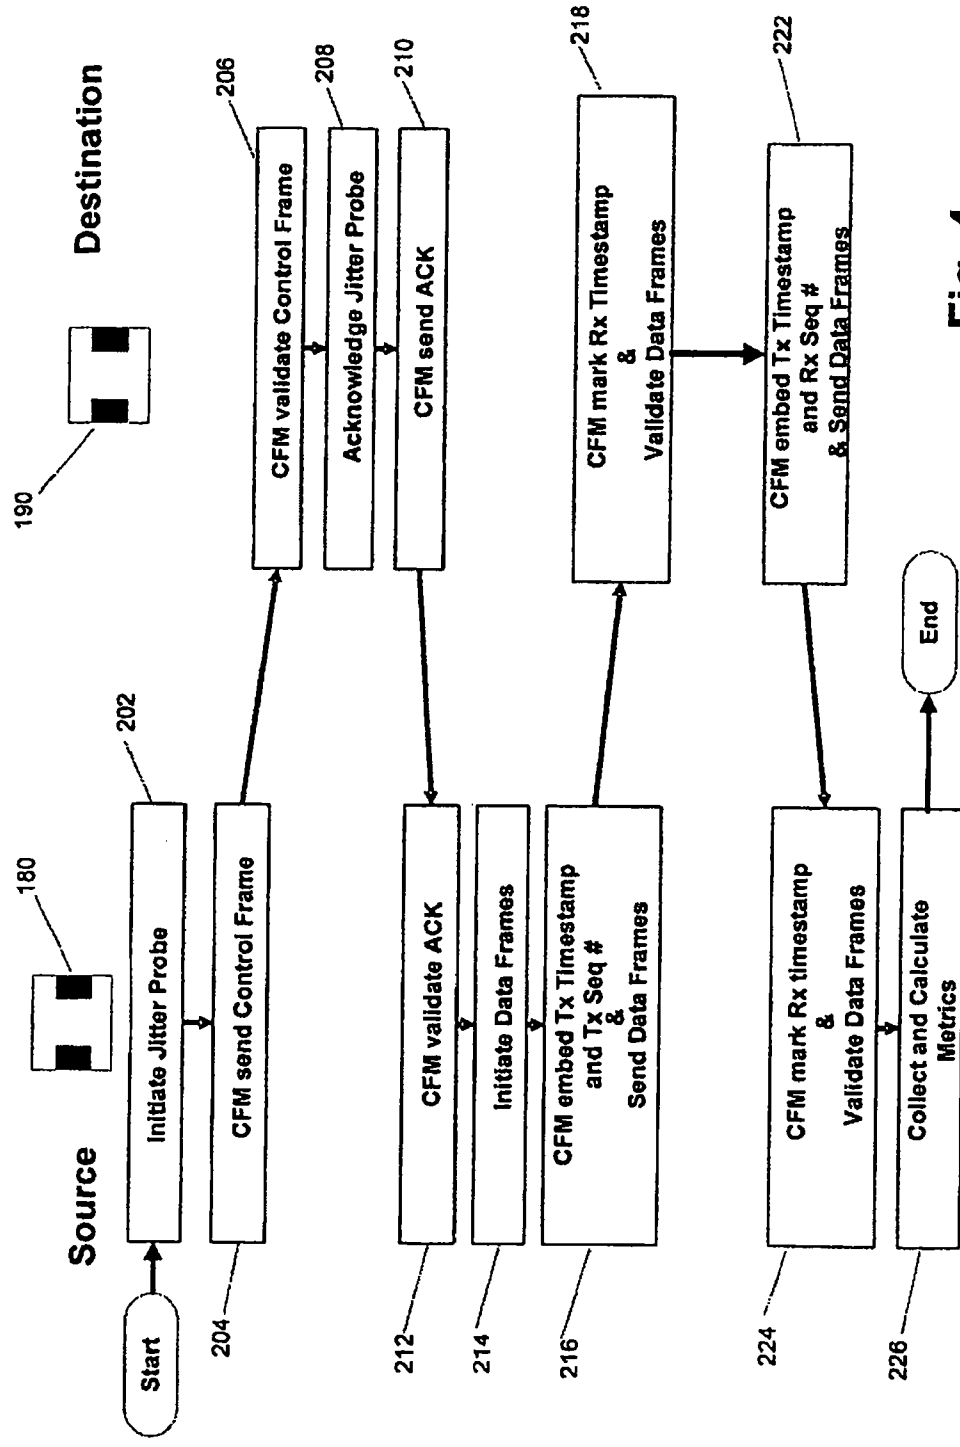 Source
180
Destination
190
Start
Initiate Jitter Probe
202
CFM send Control Frame
204
CFM validate Control Frame
206
Acknowledge Jitter Probe
208
CFM send ACK
210
CFM validate ACK
212
Initiate Data Frames
214
CFM embed Tx Timestamp
and Tx Seq #
&
Send Data Frames
216
CFM mark Rx Timestamp
&
Validate Data Frames
218
CFM embed Tx Timestamp
and Rx Seq #
& Send Data Frames
222
CFM mark Rx timestamp
&
Validate Data Frames
224
Collect and Calculate
Metrics
226
End